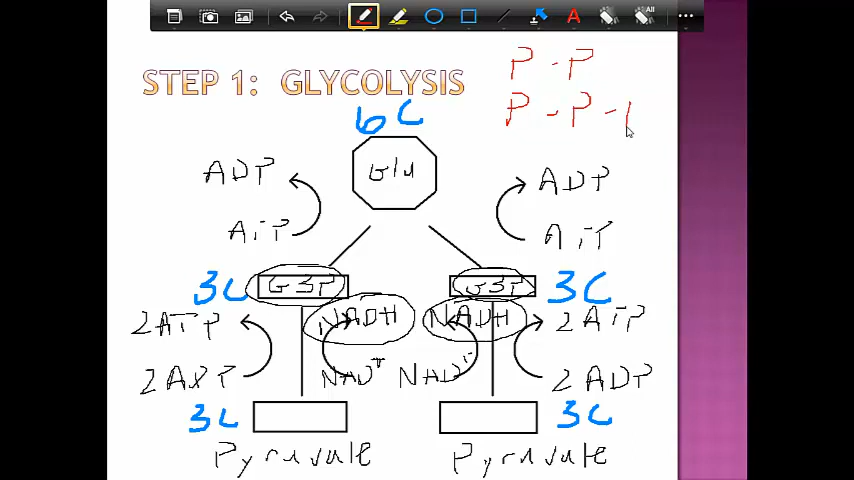 All
A
STEP 1: GLYCOLYSIS
P - P
P - P - P
6C
Glu
ADP
ADP
ATP
ATP
3C
G3P
G3P
3C
2ATP
NADH
NADH
2ATP
2ADP
NAD+
NAD+
2ADP
3C
3C
Pyruvate
Pyruvate